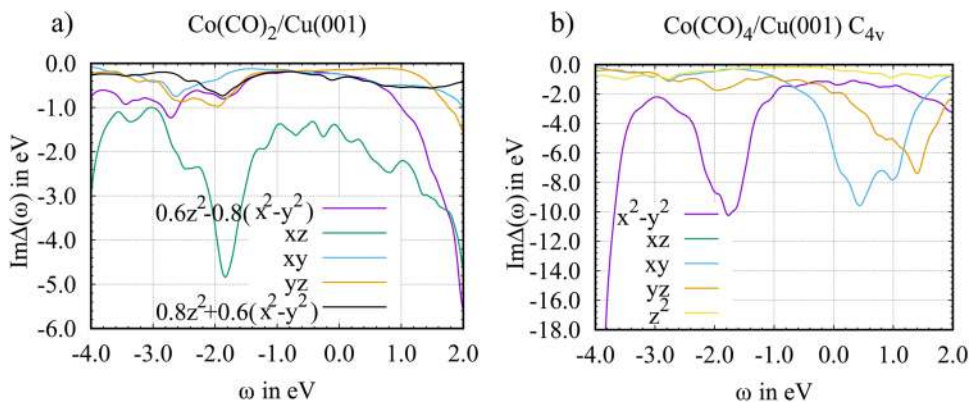 a)
Co(CO)2/Cu(001)
0.0
-1.0
-2.0
-3.0
-4.0
-5.0
-6.0
ImΔ(ω) in eV
0.6z²-0.8(x²-y²)
xz
xy
yz
0.8z²+0.6(x²-y²)
-4.0 -3.0 -2.0 -1.0 0.0 1.0 2.0
ω in eV
b)
Co(CO)4/Cu(001) C4v
0.0
-2.0
-4.0
-6.0
-8.0
-10.0
-12.0
-14.0
-16.0
-18.0
ImΔ(ω) in eV
x²-y²
xz
xy
yz
z²
-4.0 -3.0 -2.0 -1.0 0.0 1.0 2.0
ω in eV